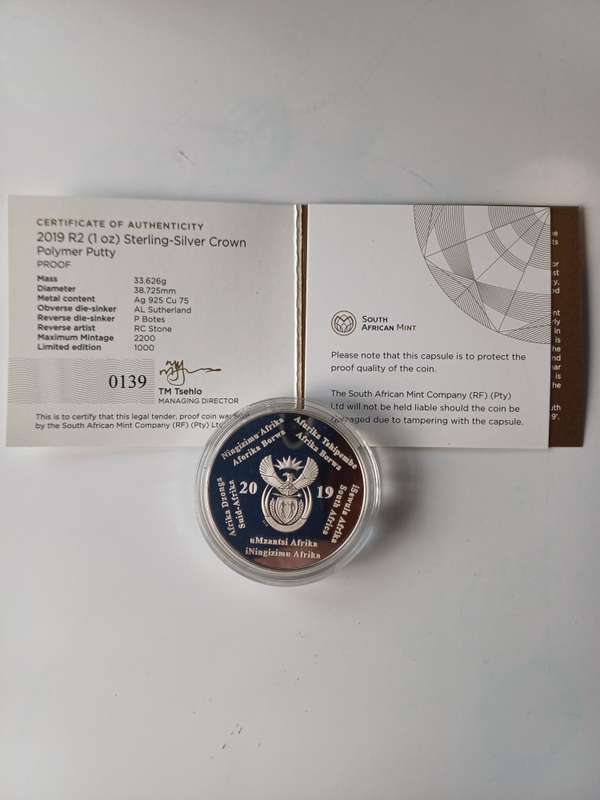 CERTIFICATE OF AUTHENTICITY
2019 R2 (1 oz) Sterling-Silver Crown
Polymer Putty
PROOF
Mass 33.626g
Diameter 38.725mm
Metal content Ag 925 Cu 75
Obverse die-sinker AL Sutherland
Reverse die-sinker P Botes
Reverse artist RC Stone
Maximum Mintage 2200
Limited edition 1000
0139
TM Tsehlo
MANAGING DIRECTOR
This is to certify that this legal tender, proof coin was
by the South African Mint Company (RF) (Pty) Ltd
SOUTH
AFRICAN MINT
Please note that this capsule is to protect the
proof quality of the coin.
The South African Mint Company (RF) (Pty)
Ltd will not be held liable should the coin be
damaged due to tampering with the capsule.
Ningizimu Afrika
Aforika Borwa
Afurika Tshipembe
Afrika Borwa
Afrika Dzonga
Suid-Afrika
2019
iSewula Afrika
South Africa
uMzantsi Afrika
iNingizimu Afrika